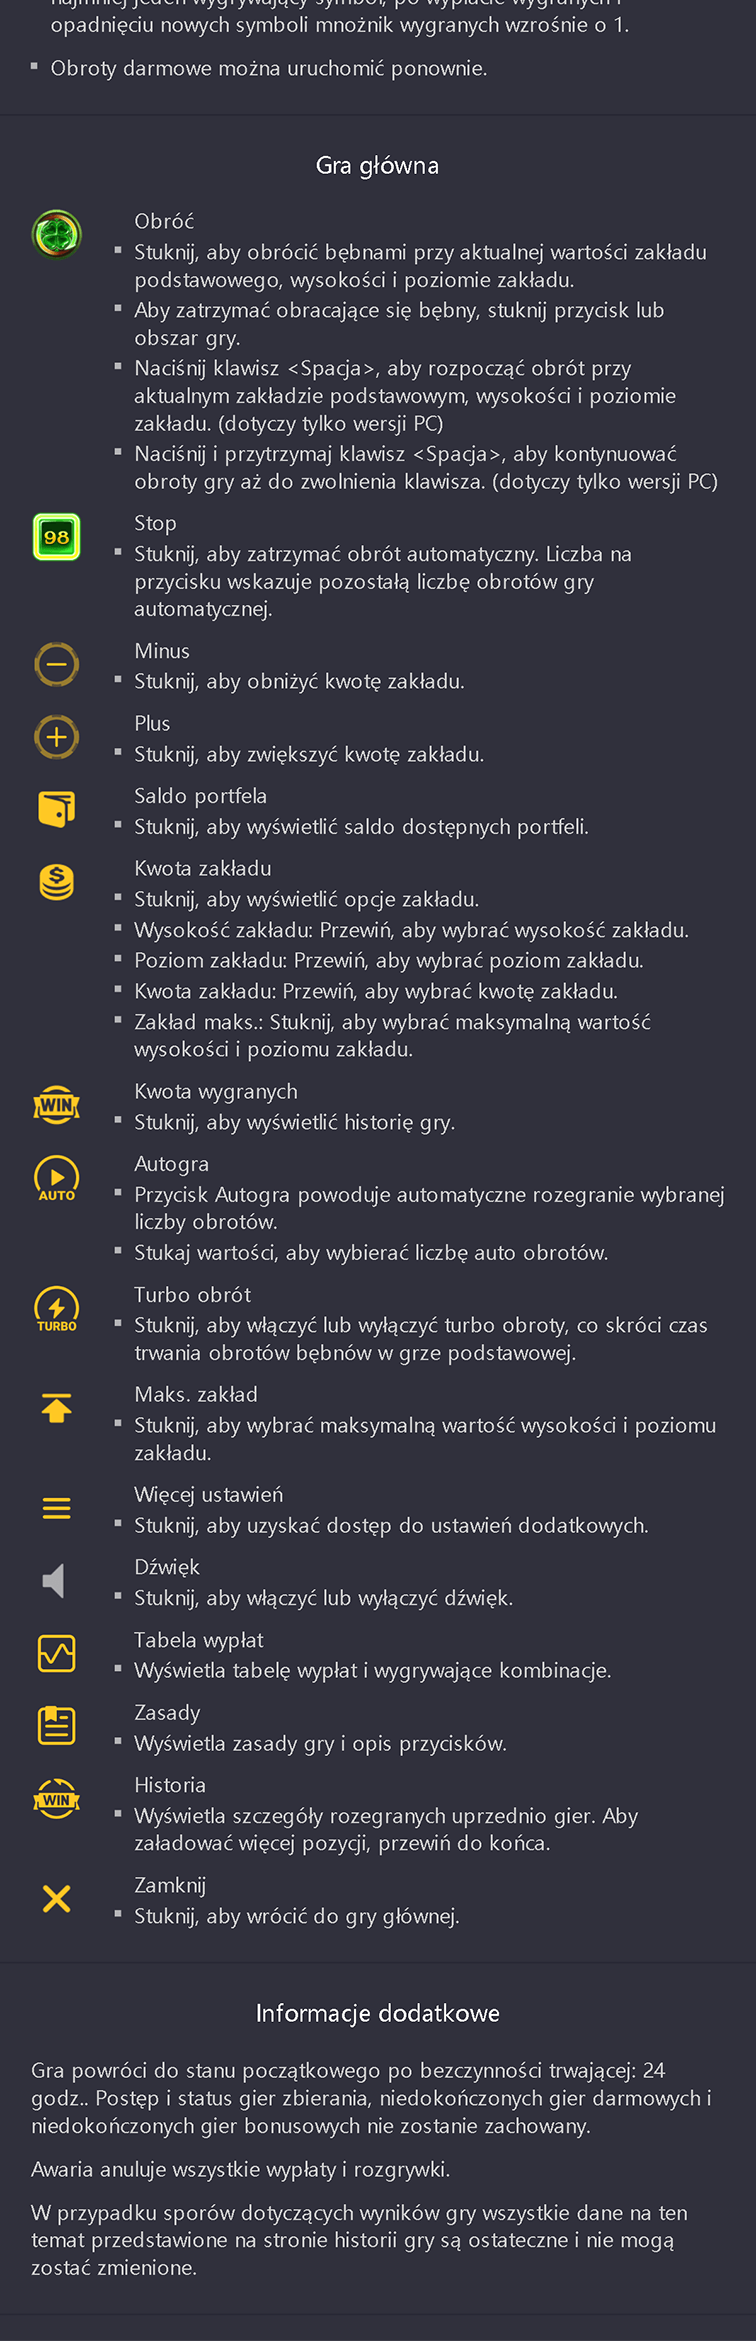 najmniej jeden wygrywający symbol, po wypłacie wygranych i
opadnięciu nowych symboli mnożnik wygranych wzrośnie o 1.
Obroty darmowe można uruchomić ponownie.
Gra główna
Obróć
Stuknij, aby obrócić bębnami przy aktualnej wartości zakładu
podstawowego, wysokości i poziomie zakładu.
Aby zatrzymać obracające się bębny, stuknij przycisk lub
obszar gry.
Naciśnij klawisz <Spacja>, aby rozpocząć obrót przy
aktualnym zakładzie podstawowym, wysokości i poziomie
zakładu. (dotyczy tylko wersji PC)
Naciśnij i przytrzymaj klawisz <Spacja>, aby kontynuować
obroty gry aż do zwolnienia klawisza. (dotyczy tylko wersji PC)
98
Stop
Stuknij, aby zatrzymać obrót automatyczny. Liczba na
przycisku wskazuje pozostałą liczbę obrotów gry
automatycznej.
Minus
Stuknij, aby obniżyć kwotę zakładu.
Plus
Stuknij, aby zwiększyć kwotę zakładu.
Saldo portfela
Stuknij, aby wyświetlić saldo dostępnych portfeli.
$
Kwota zakładu
Stuknij, aby wyświetlić opcje zakładu.
Wysokość zakładu: Przewiń, aby wybrać wysokość zakładu.
Poziom zakładu: Przewiń, aby wybrać poziom zakładu.
Kwota zakładu: Przewiń, aby wybrać kwotę zakładu.
Zakład maks.: Stuknij, aby wybrać maksymalną wartość
wysokości i poziomu zakładu.
WIN
Kwota wygranych
Stuknij, aby wyświetlić historię gry.
AUTO
Autogra
Przycisk Autogra powoduje automatyczne rozegranie wybranej
liczby obrotów.
Stukaj wartości, aby wybierać liczbę auto obrotów.
TURBO
Turbo obrót
Stuknij, aby włączyć lub wyłączyć turbo obroty, co skróci czas
trwania obrotów bębnów w grze podstawowej.
Maks. zakład
Stuknij, aby wybrać maksymalną wartość wysokości i poziomu
zakładu.
Więcej ustawień
Stuknij, aby uzyskać dostęp do ustawień dodatkowych.
Dźwięk
Stuknij, aby włączyć lub wyłączyć dźwięk.
Tabela wypłat
Wyświetla tabelę wypłat i wygrywające kombinacje.
Zasady
Wyświetla zasady gry i opis przycisków.
WIN
Historia
Wyświetla szczegóły rozegranych uprzednio gier. Aby
załadować więcej pozycji, przewiń do końca.
Zamknij
Stuknij, aby wrócić do gry głównej.
Informacje dodatkowe
Gra powróci do stanu początkowego po bezczynności trwającej: 24
godz.. Postęp i status gier zbierania, niedokończonych gier darmowych i
niedokończonych gier bonusowych nie zostanie zachowany.
Awaria anuluje wszystkie wypłaty i rozgrywki.
W przypadku sporów dotyczących wyników gry wszystkie dane na ten
temat przedstawione na stronie historii gry są ostateczne i nie mogą
zostać zmienione.